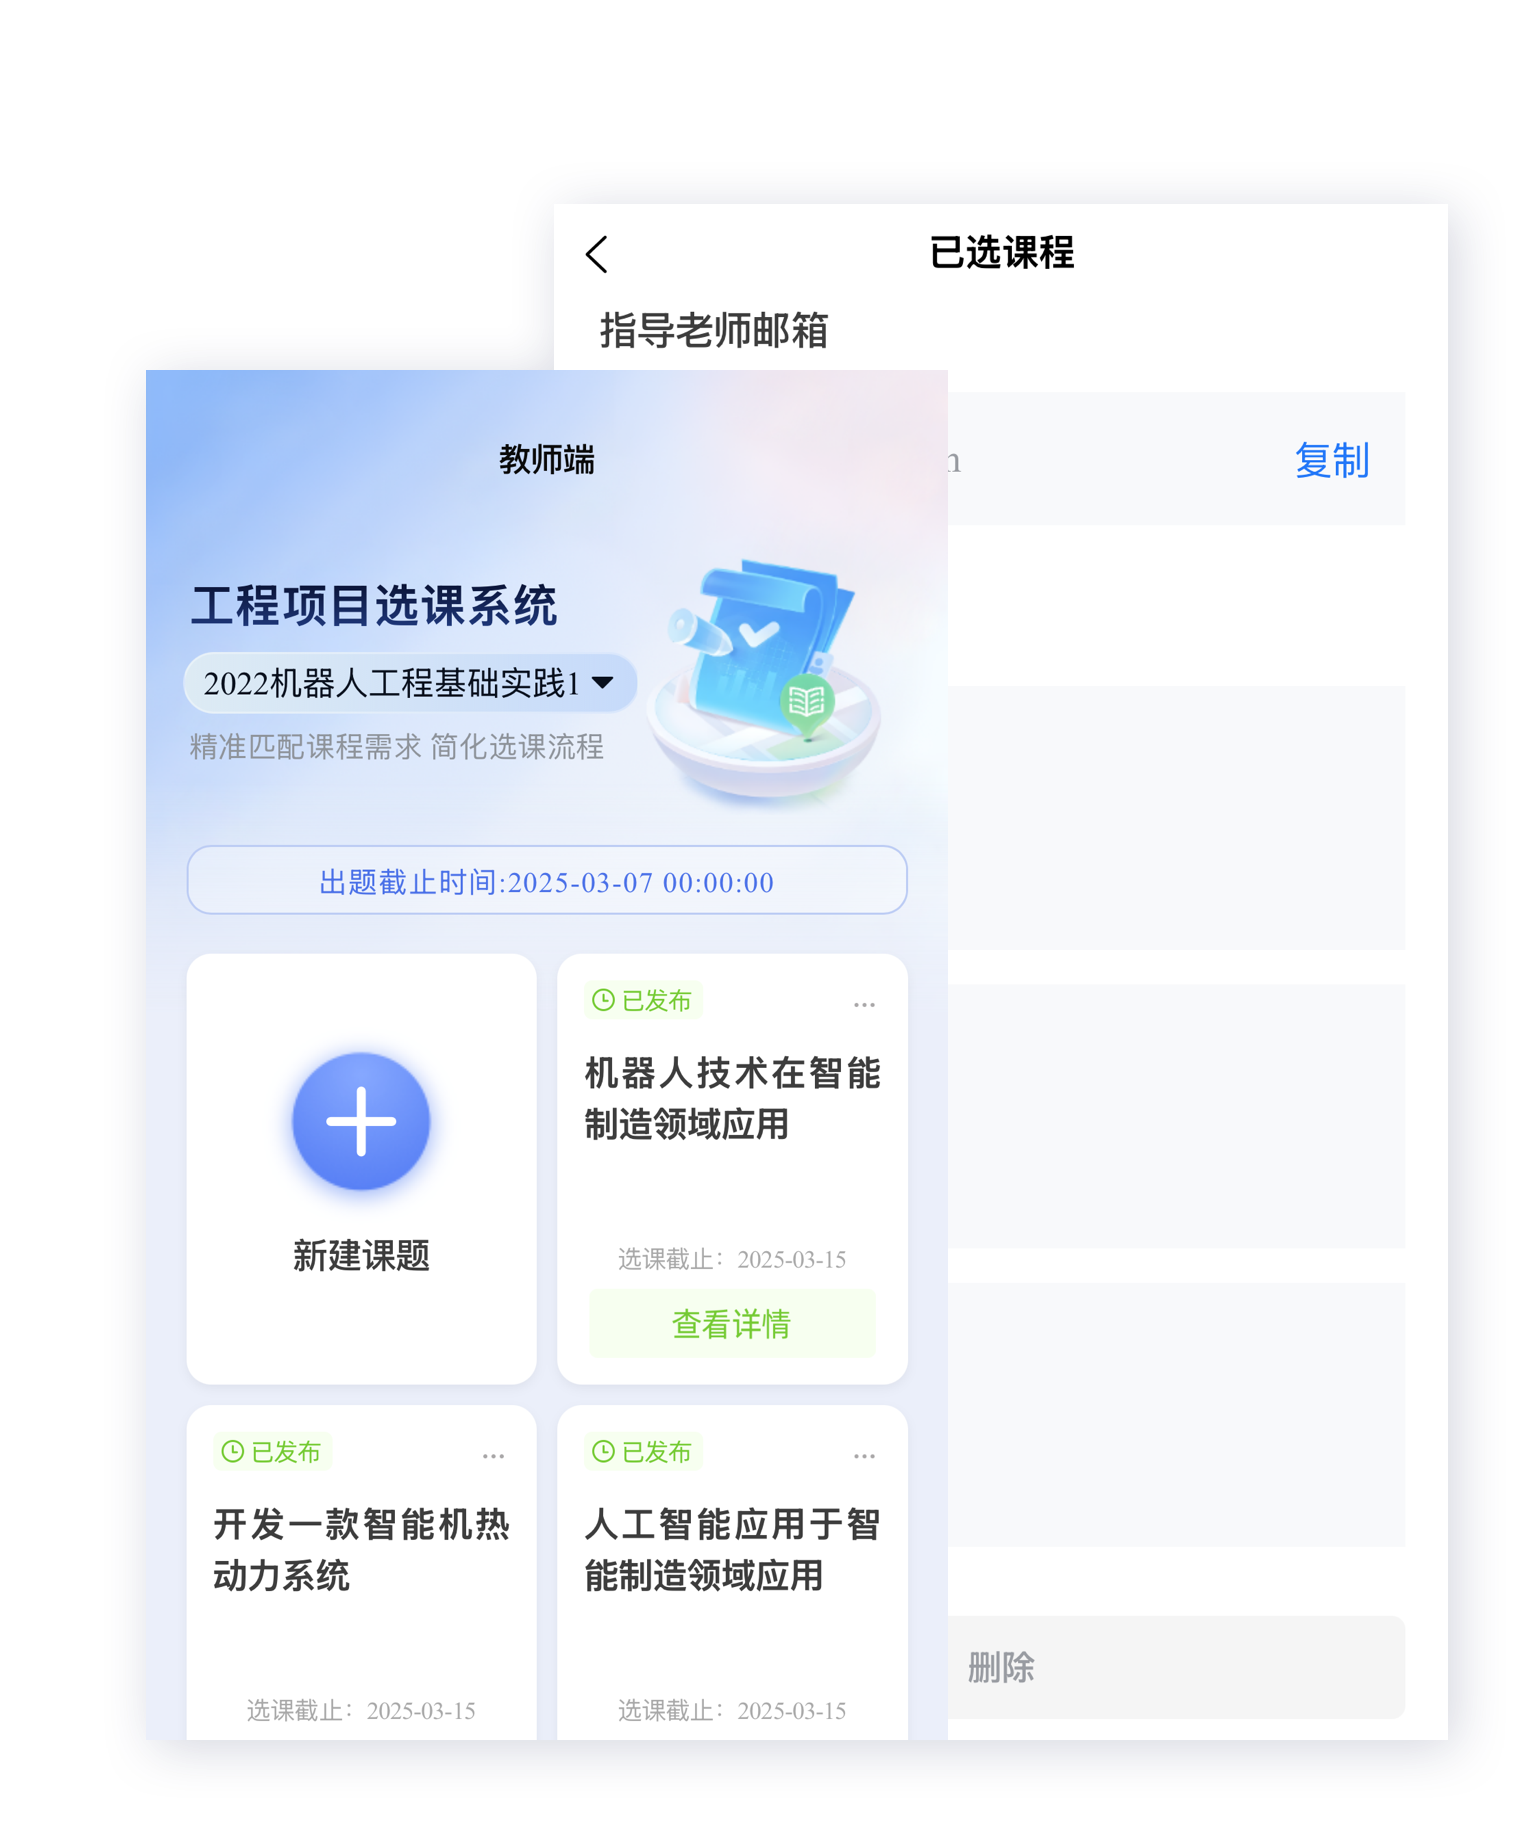 已选课程
指导老师邮箱
复制
删除
教师端
工程项目选课系统
2022机器人工程基础实践1
精准匹配课程需求 简化选课流程
出题截止时间:2025-03-07 00:00:00
新建课题
已发布
...
机器人技术在智能
制造领域应用
选课截止：2025-03-15
查看详情
已发布
...
开发一款智能机热
动力系统
选课截止：2025-03-15
已发布
...
人工智能应用于智
能制造领域应用
选课截止：2025-03-15